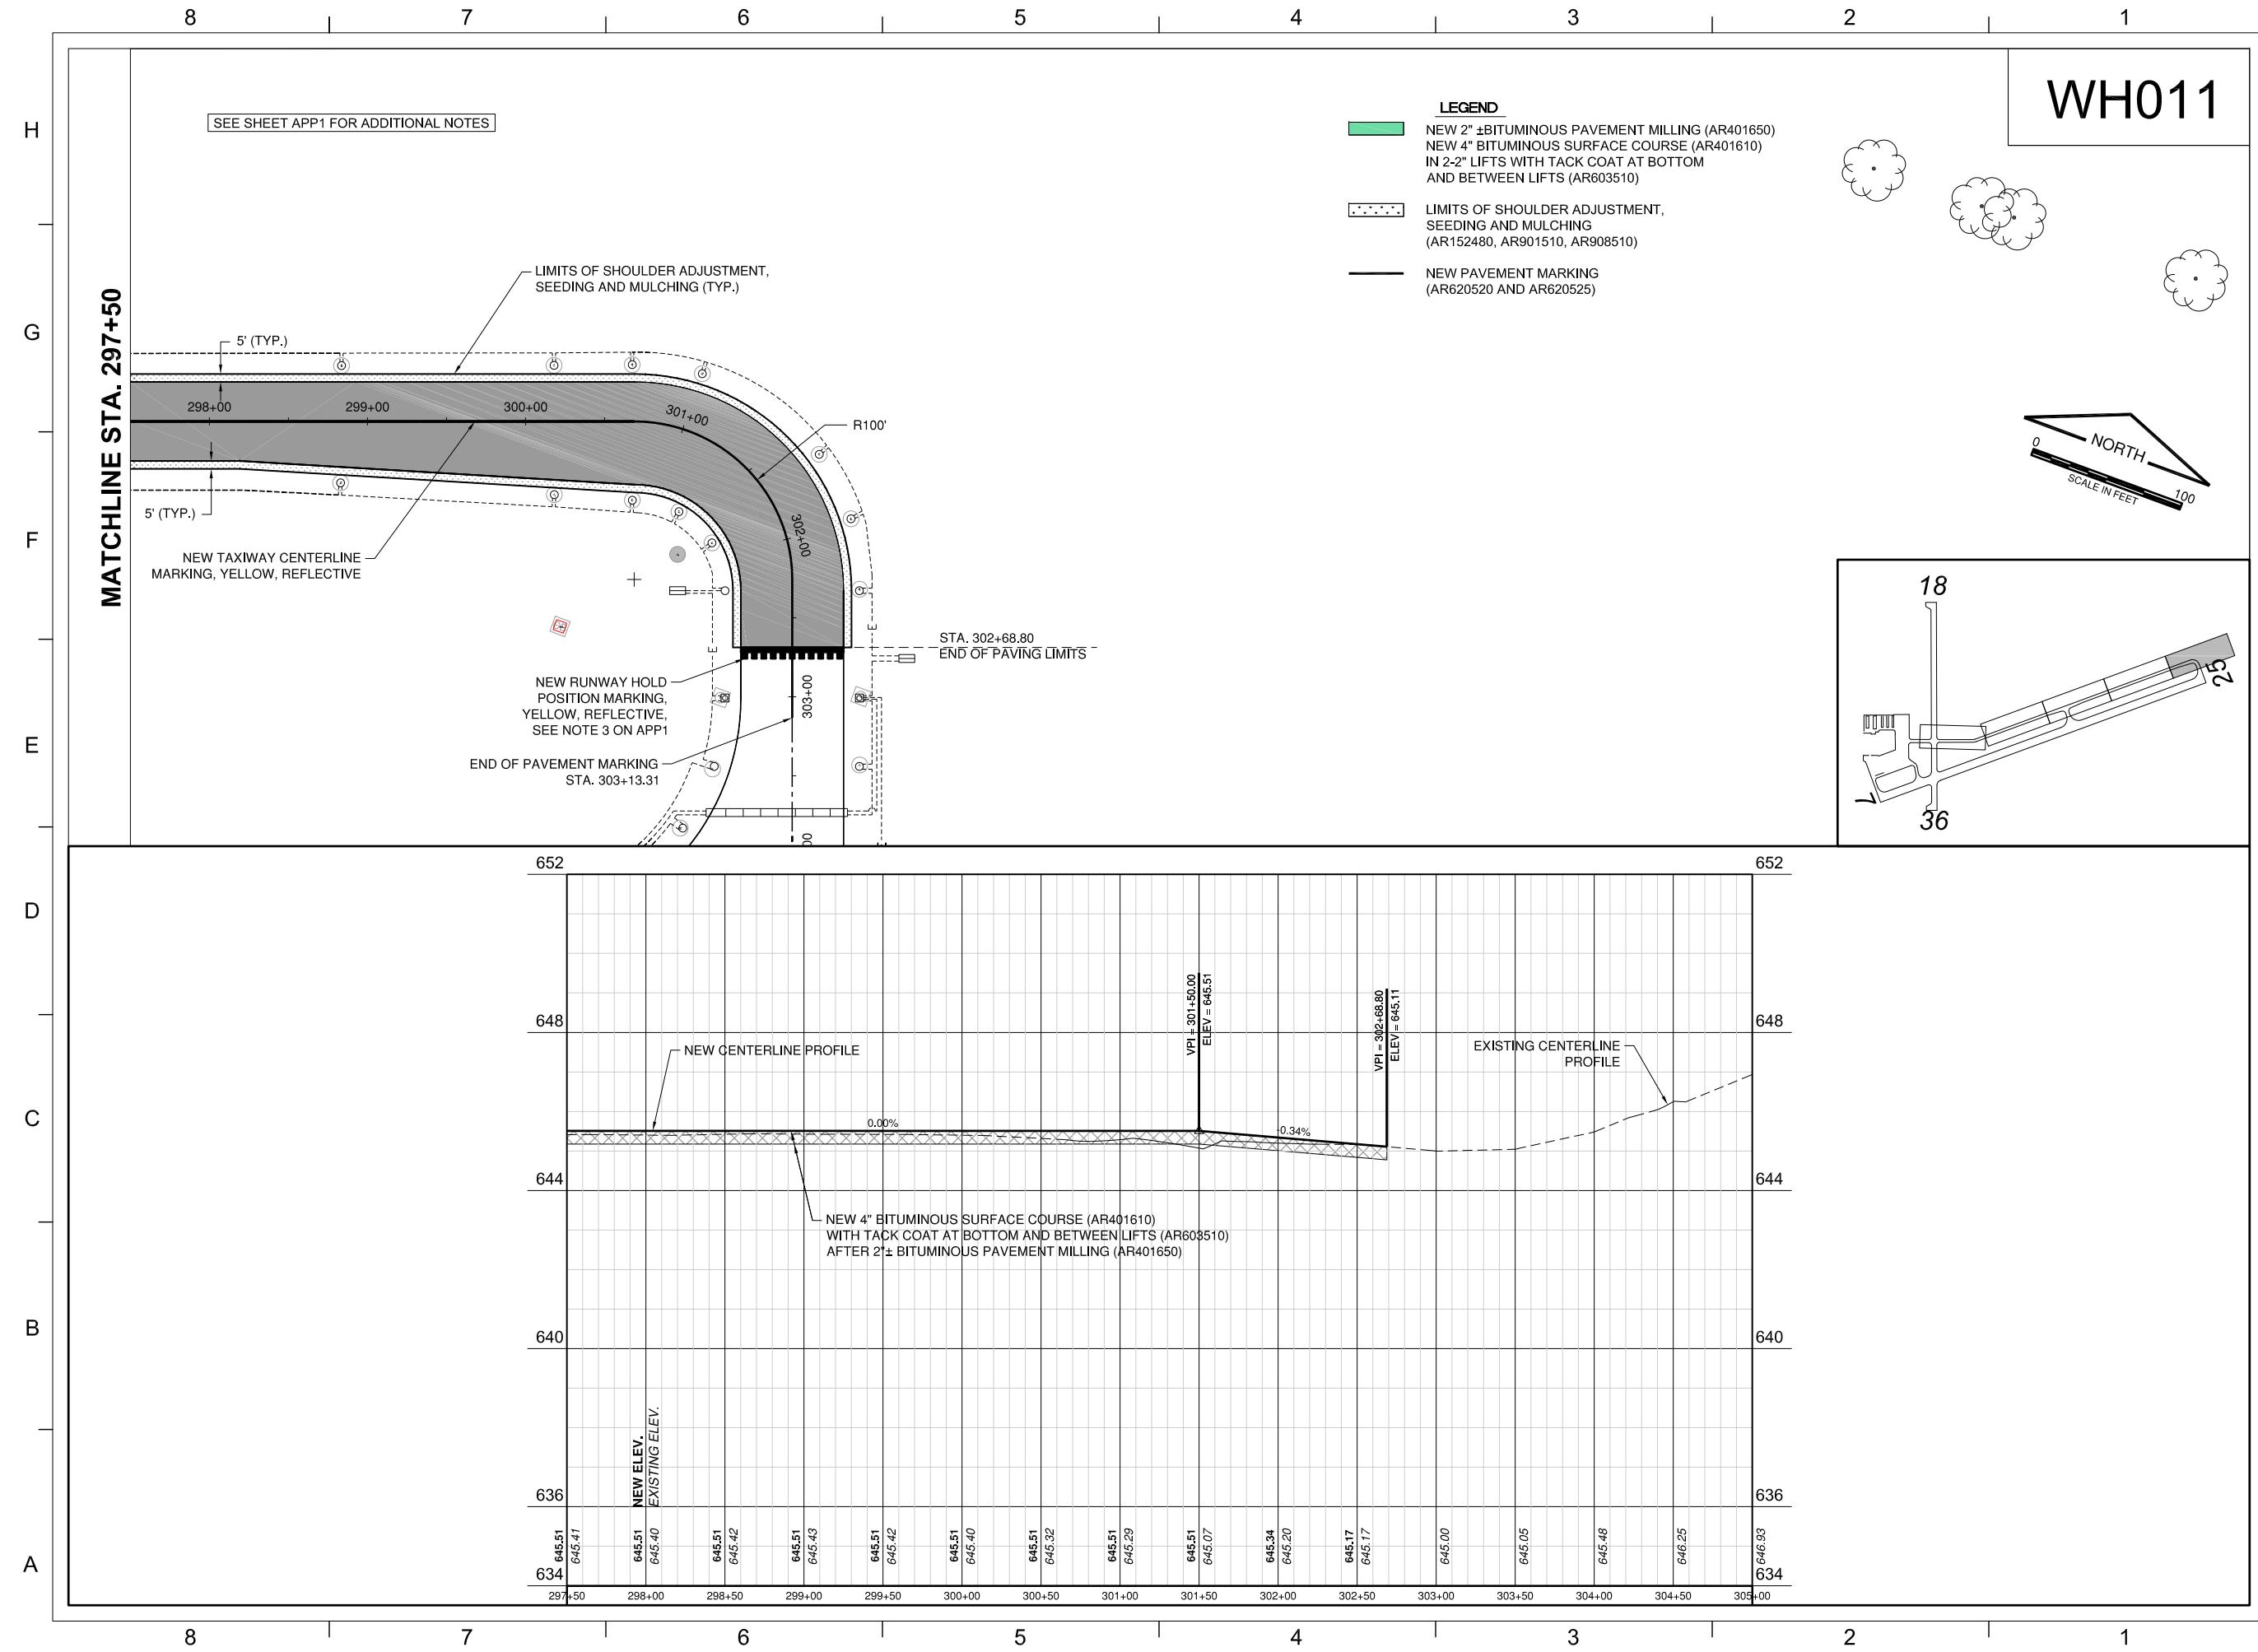 8 7 6 5 4 3 2 1
WH011
H
G
F
E
D
C
B
A
SEE SHEET APP1 FOR ADDITIONAL NOTES
LEGEND
NEW 2" ±BITUMINOUS PAVEMENT MILLING (AR401650)
NEW 4" BITUMINOUS SURFACE COURSE (AR401610)
IN 2-2" LIFTS WITH TACK COAT AT BOTTOM
AND BETWEEN LIFTS (AR603510)
LIMITS OF SHOULDER ADJUSTMENT,
SEEDING AND MULCHING
(AR152480, AR901510, AR908510)
NEW PAVEMENT MARKING
(AR620520 AND AR620525)
MATCHLINE STA. 297+50
LIMITS OF SHOULDER ADJUSTMENT,
SEEDING AND MULCHING (TYP.)
5' (TYP.)
298+00
299+00
300+00
301+00
302+00
303+00
R100'
5' (TYP.)
NEW TAXIWAY CENTERLINE
MARKING, YELLOW, REFLECTIVE
STA. 302+68.80
END OF PAVING LIMITS
NEW RUNWAY HOLD
POSITION MARKING,
YELLOW, REFLECTIVE,
SEE NOTE 3 ON APP1
END OF PAVEMENT MARKING
STA. 303+13.31
NORTH
0
100
SCALE IN FEET
18
25
7
36
652
648
644
640
636
634
652
648
644
640
636
634
NEW CENTERLINE PROFILE
0.00%
VPI = 301+50.00
ELEV = 645.51
-0.34%
VPI = 302+68.80
ELEV = 645.11
EXISTING CENTERLINE
PROFILE
NEW 4" BITUMINOUS SURFACE COURSE (AR401610)
WITH TACK COAT AT BOTTOM AND BETWEEN LIFTS (AR603510)
AFTER 2"± BITUMINOUS PAVEMENT MILLING (AR401650)
NEW ELEV.
EXISTING ELEV.
645.51
645.41
645.51
645.40
645.51
645.42
645.51
645.43
645.51
645.42
645.51
645.40
645.51
645.32
645.51
645.29
645.51
645.07
645.34
645.20
645.17
645.17
645.00
645.05
645.48
646.25
646.93
297+50 298+00 298+50 299+00 299+50 300+00 300+50 301+00 301+50 302+00 302+50 303+00 303+50 304+00 304+50 305+00
8 7 6 5 4 3 2 1